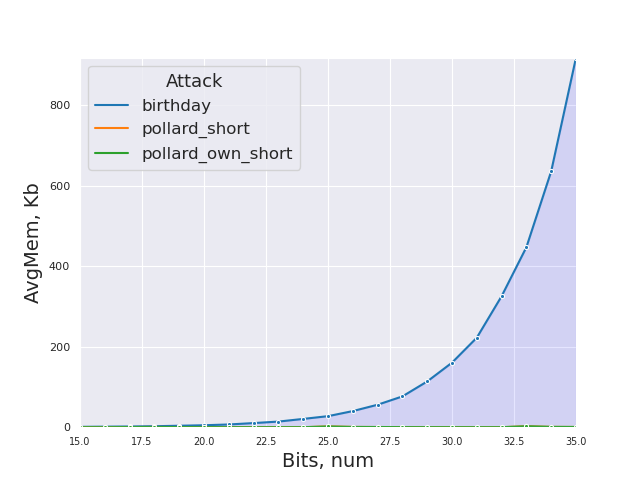 Attack
birthday
pollard_short
pollard_own_short
AvgMem, Kb
800
600
400
200
0
15.0 17.5 20.0 22.5 25.0 27.5 30.0 32.5 35.0
Bits, num